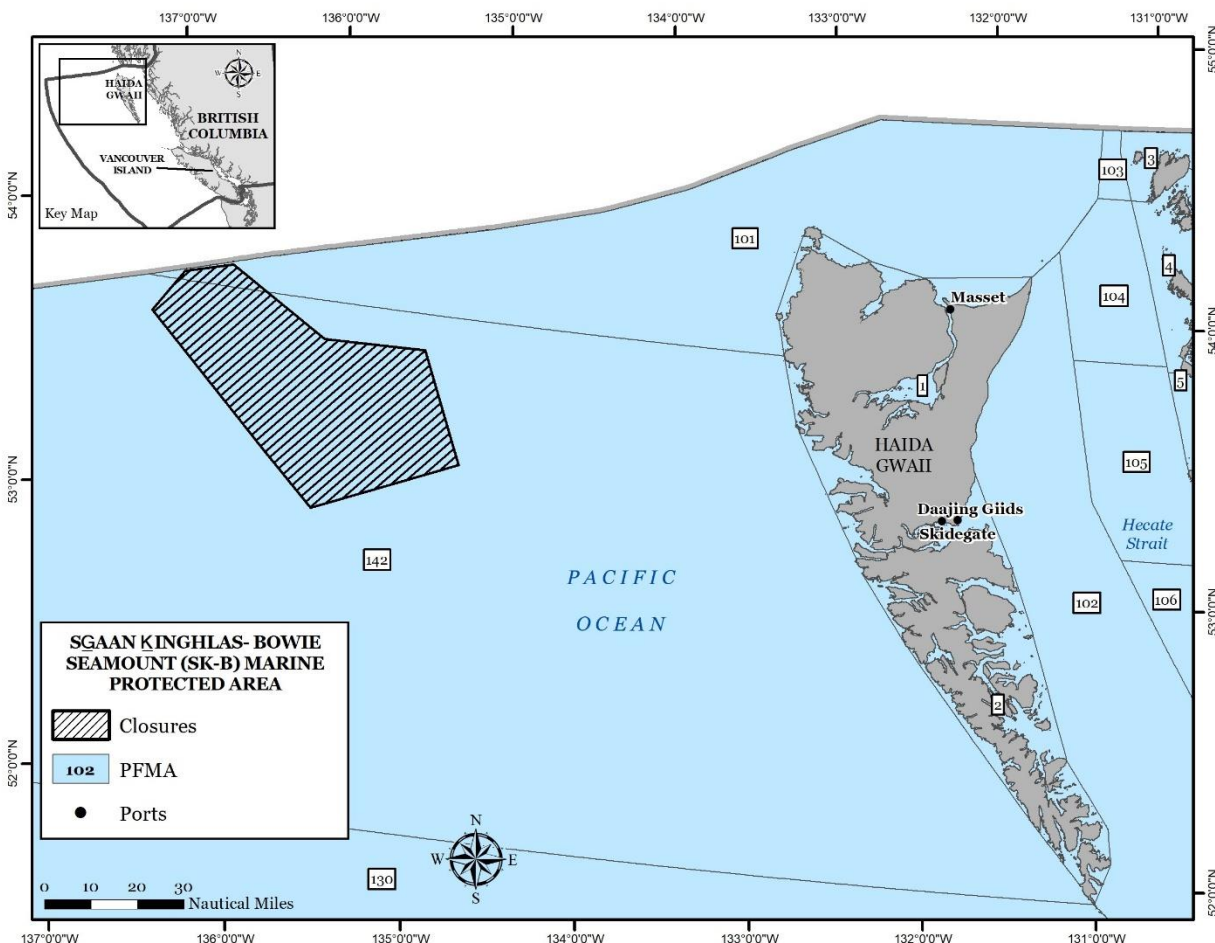 137°0'0"W
136°0'0"W
135°0'0"W
134°0'0"W
133°0'0"W
132°0'0"W
131°0'0"W
55°0'0"N
54°0'0"N
53°0'0"N
52°0'0"N
54°0'0"N
53°0'0"N
52°0'0"N
N
W
E
S
HAIDA
GWAII
BRITISH
COLUMBIA
VANCOUVER
ISLAND
Key Map
101
103
3
4
104
5
Masset
1
HAIDA
GWAII
105
Hecate
Strait
Daajing Giids
Skidegate
142
PACIFIC
OCEAN
102
106
2
SG̲AAN K̲INGHLAS- BOWIE
SEAMOUNT (SK-B) MARINE
PROTECTED AREA
Closures
102 PFMA
Ports
N
W
E
S
130
0 10 20 30
Nautical Miles
137°0'0"W
136°0'0"W
135°0'0"W
134°0'0"W
133°0'0"W
132°0'0"W
131°0'0"W